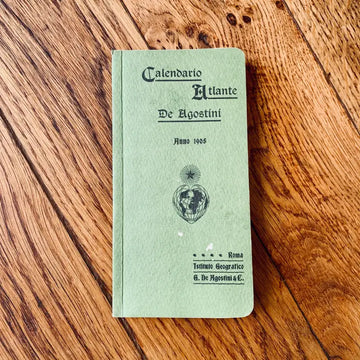 Calendario
Atlante
De Agostini
Anno 1905
Roma
Istituto Geografico
G. De Agostini & C.